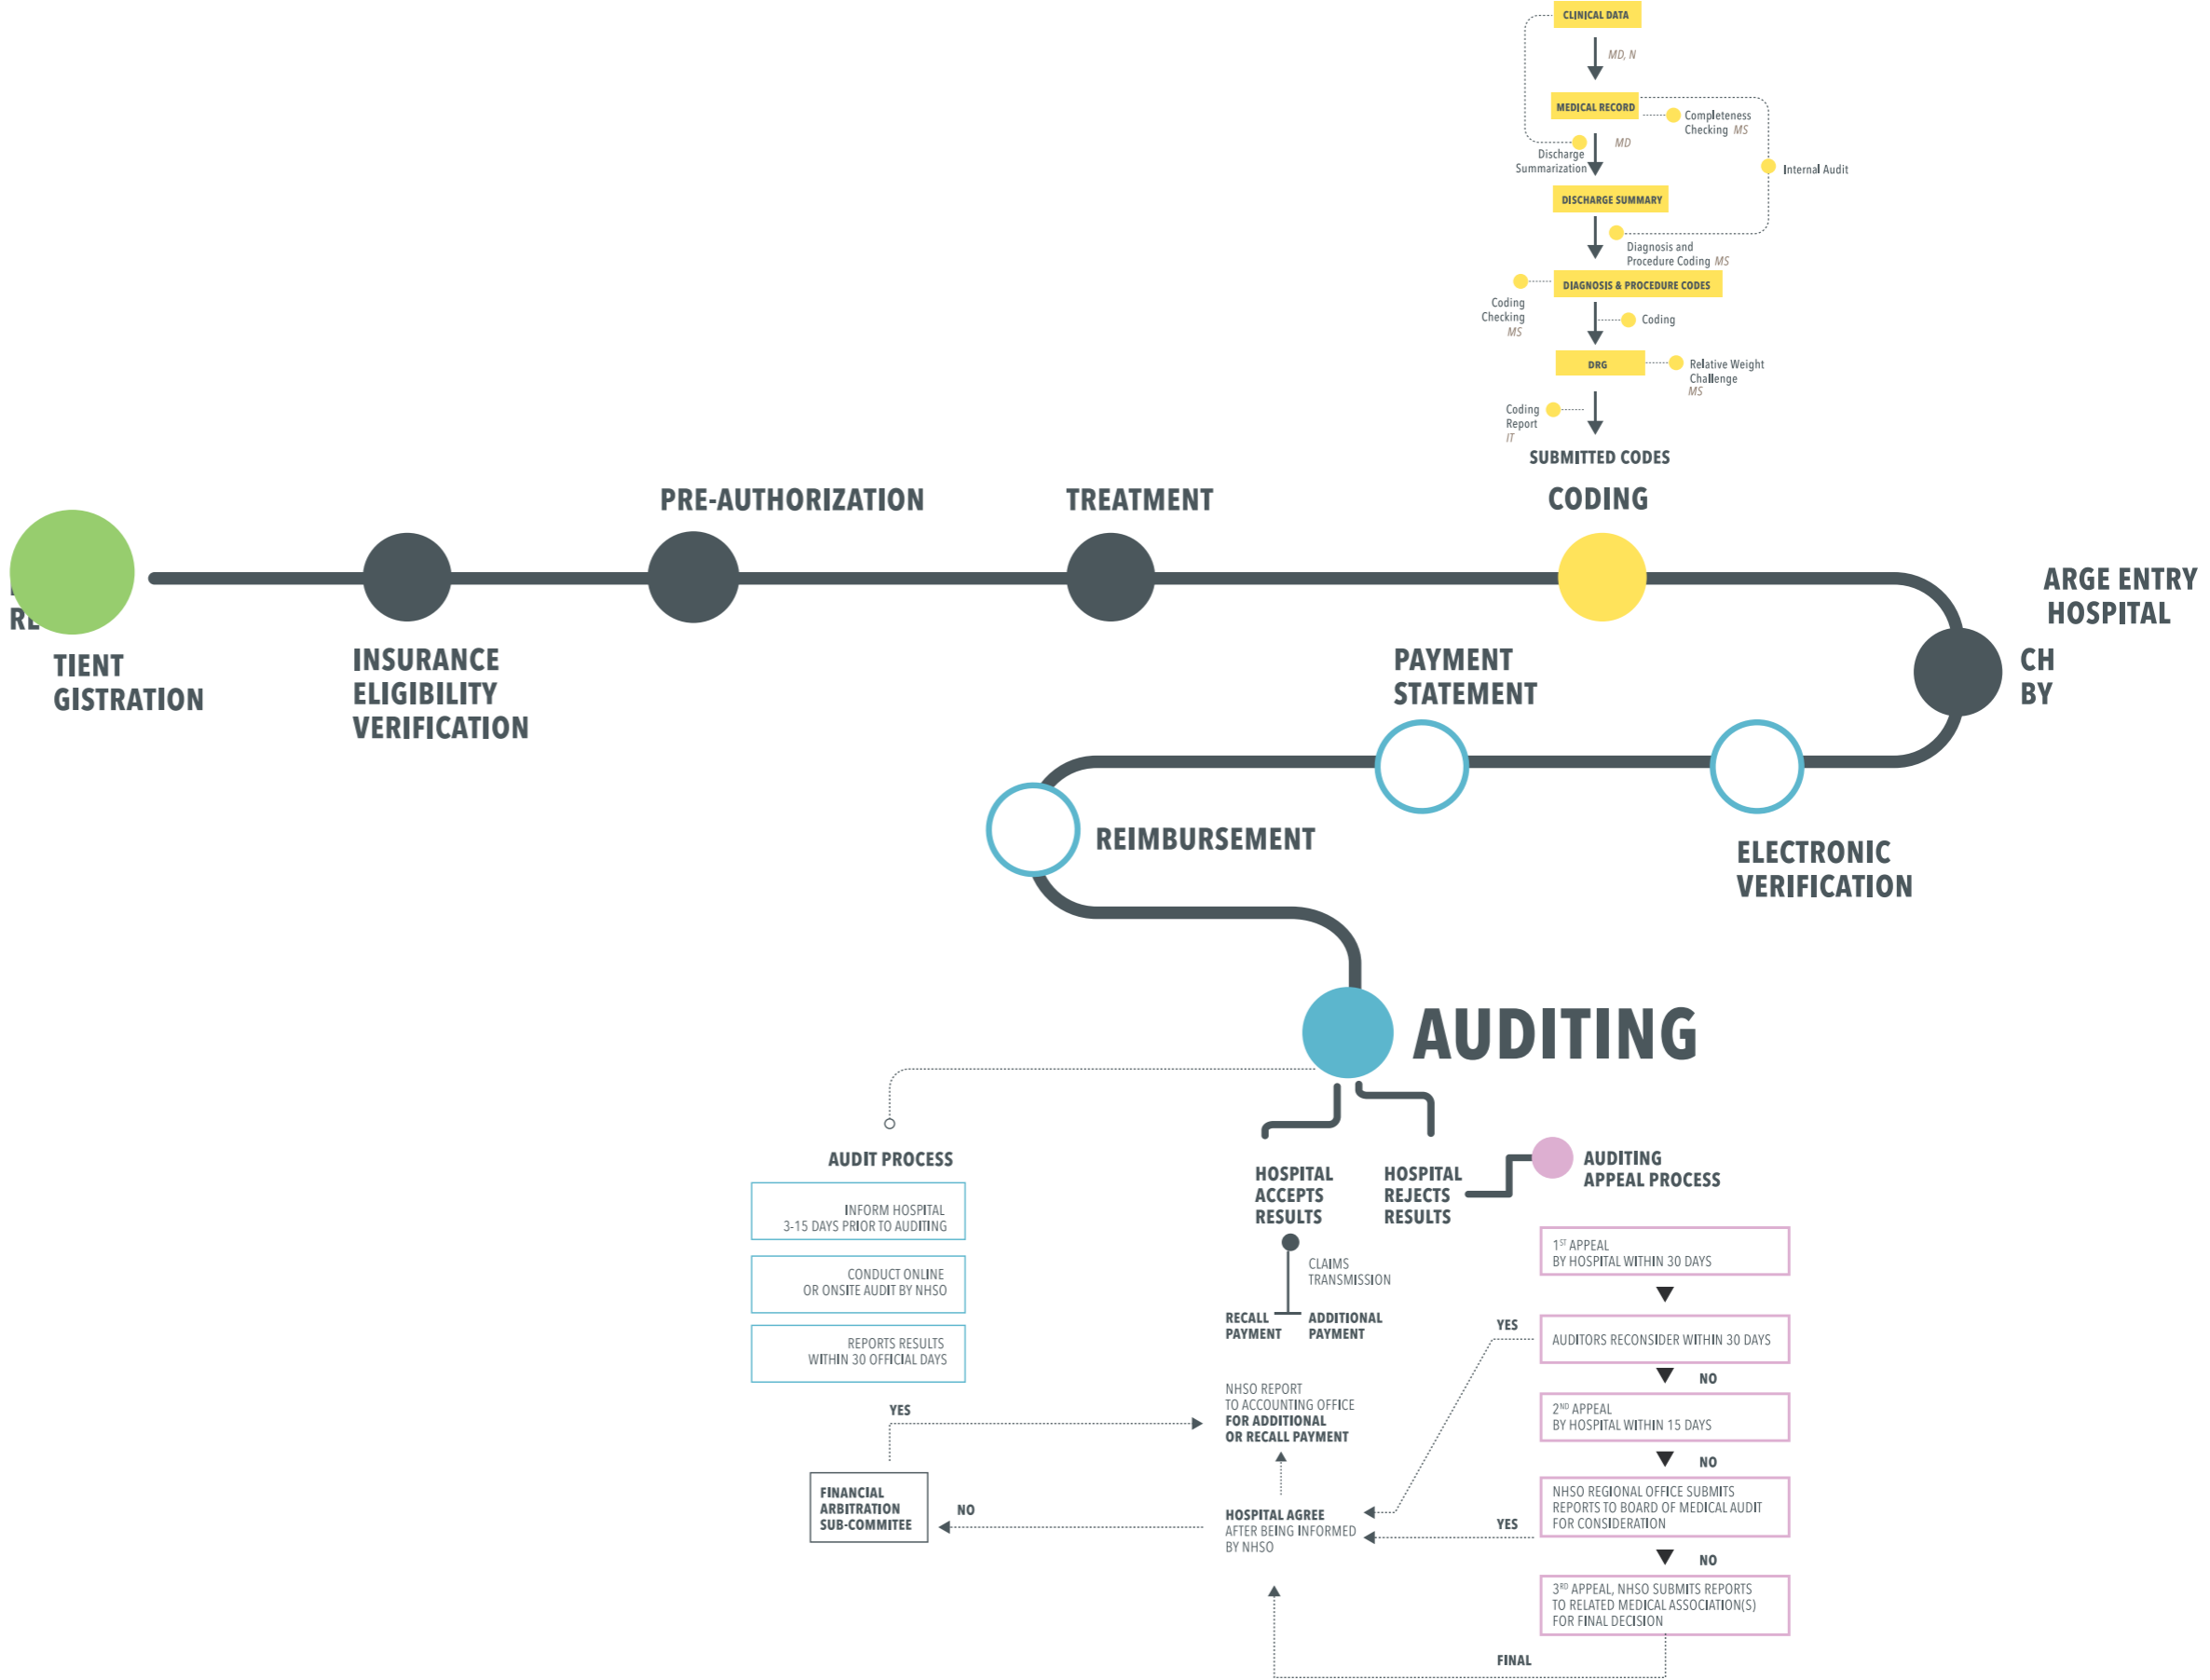 CLINICAL DATA
MD, N
MEDICAL RECORD
Completeness
Checking MS
MD
Discharge
Summarization
Internal Audit
DISCHARGE SUMMARY
Diagnosis and
Procedure Coding MS
DIAGNOSIS & PROCEDURE CODES
Coding
Checking
MS
Coding
DRG
Relative Weight
Challenge
MS
Coding
Report
IT
SUBMITTED CODES
PRE-AUTHORIZATION
TREATMENT
CODING
RE
TIENT
GISTRATION
INSURANCE
ELIGIBILITY
VERIFICATION
ARGE ENTRY
HOSPITAL
CH
BY
PAYMENT
STATEMENT
REIMBURSEMENT
ELECTRONIC
VERIFICATION
AUDITING
AUDIT PROCESS
INFORM HOSPITAL
3-15 DAYS PRIOR TO AUDITING
CONDUCT ONLINE
OR ONSITE AUDIT BY NHSO
REPORTS RESULTS
WITHIN 30 OFFICIAL DAYS
HOSPITAL
ACCEPTS
RESULTS
HOSPITAL
REJECTS
RESULTS
AUDITING
APPEAL PROCESS
CLAIMS
TRANSMISSION
RECALL
PAYMENT
ADDITIONAL
PAYMENT
1ST APPEAL
BY HOSPITAL WITHIN 30 DAYS
YES
AUDITORS RECONSIDER WITHIN 30 DAYS
NO
2ND APPEAL
BY HOSPITAL WITHIN 15 DAYS
NO
NHSO REGIONAL OFFICE SUBMITS
REPORTS TO BOARD OF MEDICAL AUDIT
FOR CONSIDERATION
YES
NO
3RD APPEAL, NHSO SUBMITS REPORTS
TO RELATED MEDICAL ASSOCIATION(S)
FOR FINAL DECISION
FINAL
NHSO REPORT
TO ACCOUNTING OFFICE
FOR ADDITIONAL
OR RECALL PAYMENT
YES
HOSPITAL AGREE
AFTER BEING INFORMED
BY NHSO
NO
FINANCIAL
ARBITRATION
SUB-COMMITEE